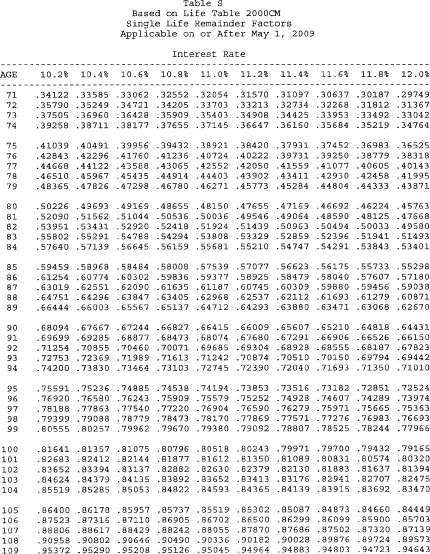 Table S
Based on Life Table 2000CM
Single Life Remainder Factors
Applicable on or After May 1, 2009
Interest Rate
AGE 10.2% 10.4% 10.6% 10.8% 11.0% 11.2% 11.4% 11.6% 11.8% 12.0%
71 .34122 .33585 .33062 .32552 .32054 .31570 .31097 .30637 .30187 .29749
72 .35790 .35249 .34721 .34205 .33703 .33213 .32734 .32268 .31812 .31367
73 .37505 .36960 .36428 .35909 .35403 .34908 .34425 .33953 .33492 .33042
74 .39258 .38711 .38177 .37655 .37145 .36647 .36160 .35684 .35219 .34764
75 .41039 .40491 .39956 .39432 .38921 .38420 .37931 .37452 .36983 .36525
76 .42843 .42296 .41760 .41236 .40724 .40222 .39731 .39250 .38779 .38318
77 .44668 .44122 .43588 .43065 .42552 .42050 .41559 .41077 .40605 .40143
78 .46510 .45967 .45435 .44914 .44403 .43902 .43411 .42930 .42458 .41995
79 .48365 .47826 .47298 .46780 .46271 .45773 .45284 .44804 .44333 .43871
80 .50226 .49693 .49169 .48655 .48150 .47655 .47169 .46692 .46224 .45763
81 .52090 .51562 .51044 .50536 .50036 .49546 .49064 .48590 .48125 .47668
82 .53951 .53431 .52920 .52418 .51924 .51439 .50963 .50494 .50033 .49580
83 .55802 .55291 .54788 .54294 .53808 .53329 .52859 .52396 .51941 .51493
84 .57640 .57139 .56645 .56159 .55681 .55210 .54747 .54291 .53843 .53401
85 .59459 .58968 .58484 .58008 .57539 .57077 .56623 .56175 .55733 .55298
86 .61254 .60774 .60302 .59836 .59377 .58925 .58479 .58040 .57607 .57180
87 .63019 .62551 .62090 .61635 .61187 .60745 .60309 .59880 .59456 .59038
88 .64751 .64296 .63847 .63405 .62968 .62537 .62112 .61693 .61279 .60871
89 .66444 .66003 .65567 .65137 .64712 .64293 .63880 .63471 .63068 .62670
90 .68094 .67667 .67244 .66827 .66415 .66009 .65607 .65210 .64818 .64431
91 .69699 .69285 .68877 .68473 .68074 .67680 .67291 .66906 .66526 .66150
92 .71254 .70855 .70460 .70071 .69685 .69304 .68928 .68555 .68187 .67823
93 .72753 .72369 .71989 .71613 .71242 .70874 .70510 .70150 .69794 .69442
94 .74200 .73830 .73464 .73103 .72745 .72390 .72040 .71693 .71350 .71010
95 .75591 .75236 .74885 .74538 .74194 .73853 .73516 .73182 .72851 .72524
96 .76920 .76580 .76243 .75909 .75579 .75252 .74928 .74607 .74289 .73974
97 .78188 .77863 .77540 .77220 .76904 .76590 .76279 .75971 .75665 .75363
98 .79399 .79088 .78779 .78473 .78170 .77869 .77571 .77276 .76983 .76693
99 .80555 .80257 .79962 .79670 .79380 .79092 .78807 .78525 .78244 .77966
100 .81641 .81357 .81075 .80796 .80518 .80243 .79971 .79700 .79432 .79165
101 .82683 .82412 .82144 .81877 .81612 .81350 .81089 .80831 .80574 .80320
102 .83652 .83394 .83137 .82882 .82630 .82379 .82130 .81883 .81637 .81394
103 .84624 .84379 .84135 .83892 .83652 .83413 .83176 .82941 .82707 .82475
104 .85519 .85285 .85053 .84822 .84593 .84365 .84139 .83915 .83692 .83470
105 .86400 .86178 .85957 .85737 .85519 .85302 .85087 .84873 .84660 .84449
106 .87523 .87316 .87110 .86905 .86702 .86500 .86299 .86099 .85900 .85703
107 .88806 .88617 .88429 .88242 .88055 .87870 .87686 .87502 .87320 .87139
108 .90958 .90802 .90646 .90490 .90336 .90182 .90028 .89876 .89724 .89573
109 .95372 .95290 .95208 .95126 .95045 .94964 .94883 .94803 .94723 .94643